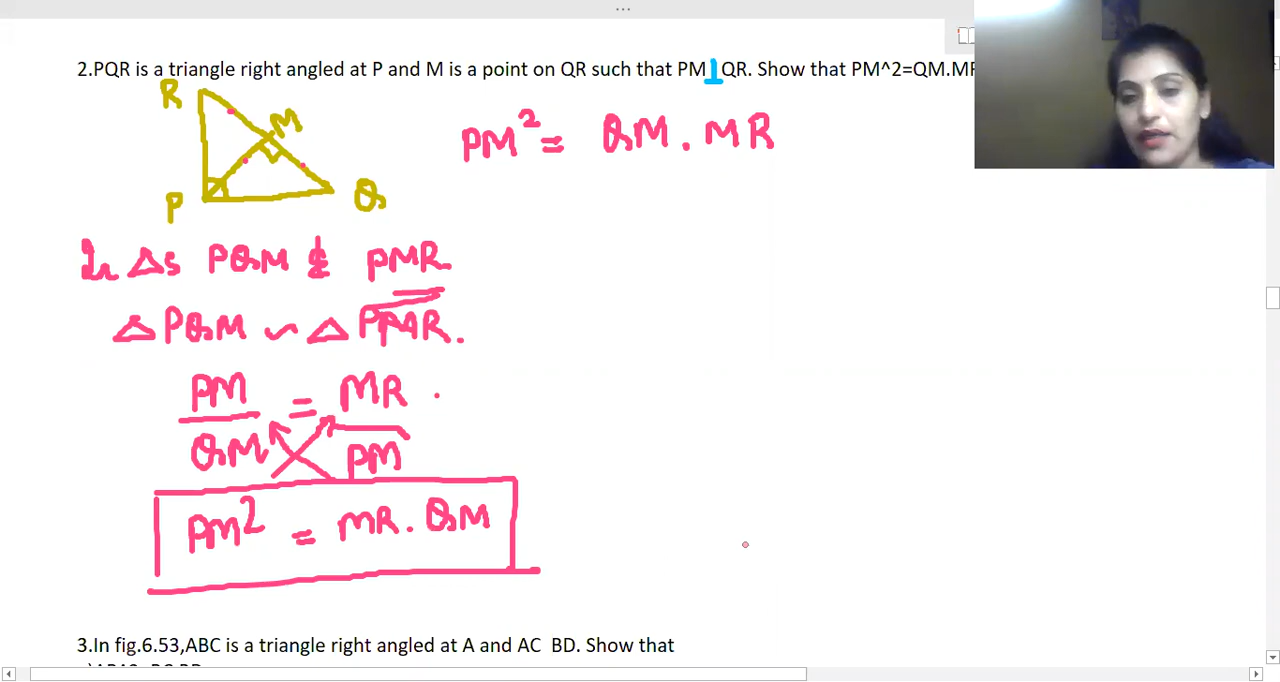 2.PQR is a triangle right angled at P and M is a point on QR such that PM⊥QR. Show that PM^2=QM.MR
R
M
P
Q
PM² = QM . MR
In △s PQM & PMR
△PQM ~ △PMR.
PM = MR .
QM PM
PM² = MR . QM
3.In fig.6.53,ABC is a triangle right angled at A and AC BD. Show that